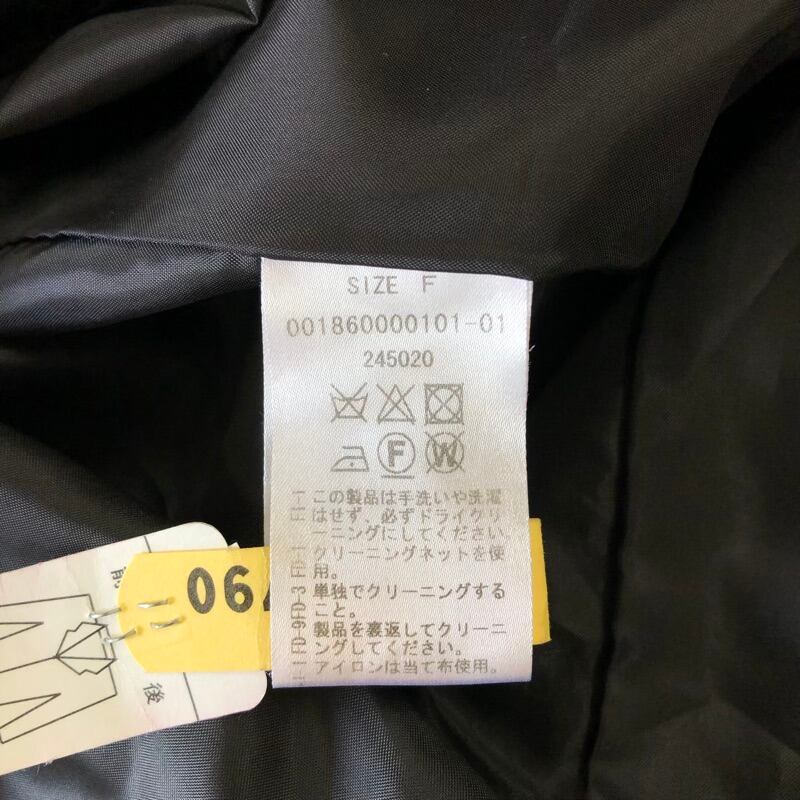 SIZE F
001860000101-01
245020
F W
この製品は手洗いや洗濯
はせず、必ずドライクリ
ーニングにしてください。
クリーニングネットを使
用。
単独でクリーニングする
こと。
製品を裏返してクリーニ
ングしてください。
アイロンは当て布使用。
06
前
後